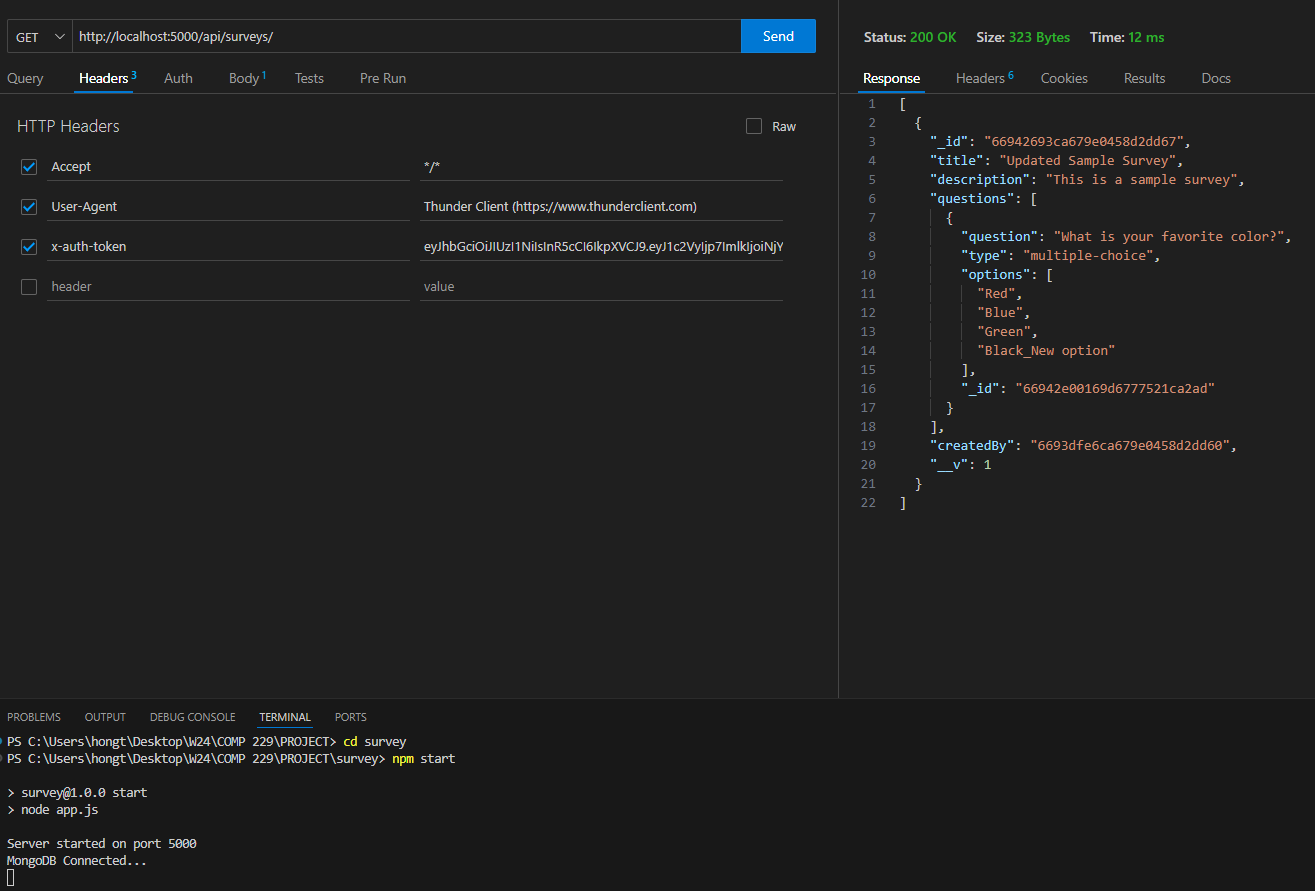 GET http://localhost:5000/api/surveys/ Send
Query Headers 3 Auth Body 1 Tests Pre Run
HTTP Headers Raw
Accept */*
User-Agent Thunder Client (https://www.thunderclient.com)
x-auth-token eyJhbGciOiJIUzI1NiIsInR5cCI6IkpXVCJ9.eyJ1c2VyIjp7ImlkIjoiNjY
header value
Status: 200 OK Size: 323 Bytes Time: 12 ms
Response Headers 6 Cookies Results Docs
1 [
2 {
3 "_id": "66942693ca679e0458d2dd67",
4 "title": "Updated Sample Survey",
5 "description": "This is a sample survey",
6 "questions": [
7 {
8 "question": "What is your favorite color?",
9 "type": "multiple-choice",
10 "options": [
11 "Red",
12 "Blue",
13 "Green",
14 "Black_New option"
15 ],
16 "_id": "66942e00169d6777521ca2ad"
17 }
18 ],
19 "createdBy": "6693dfe6ca679e0458d2dd60",
20 "__v": 1
21 }
22 ]
PROBLEMS OUTPUT DEBUG CONSOLE TERMINAL PORTS
PS C:\Users\hongt\Desktop\W24\COMP 229\PROJECT> cd survey
PS C:\Users\hongt\Desktop\W24\COMP 229\PROJECT\survey> npm start
> survey@1.0.0 start
> node app.js
Server started on port 5000
MongoDB Connected...